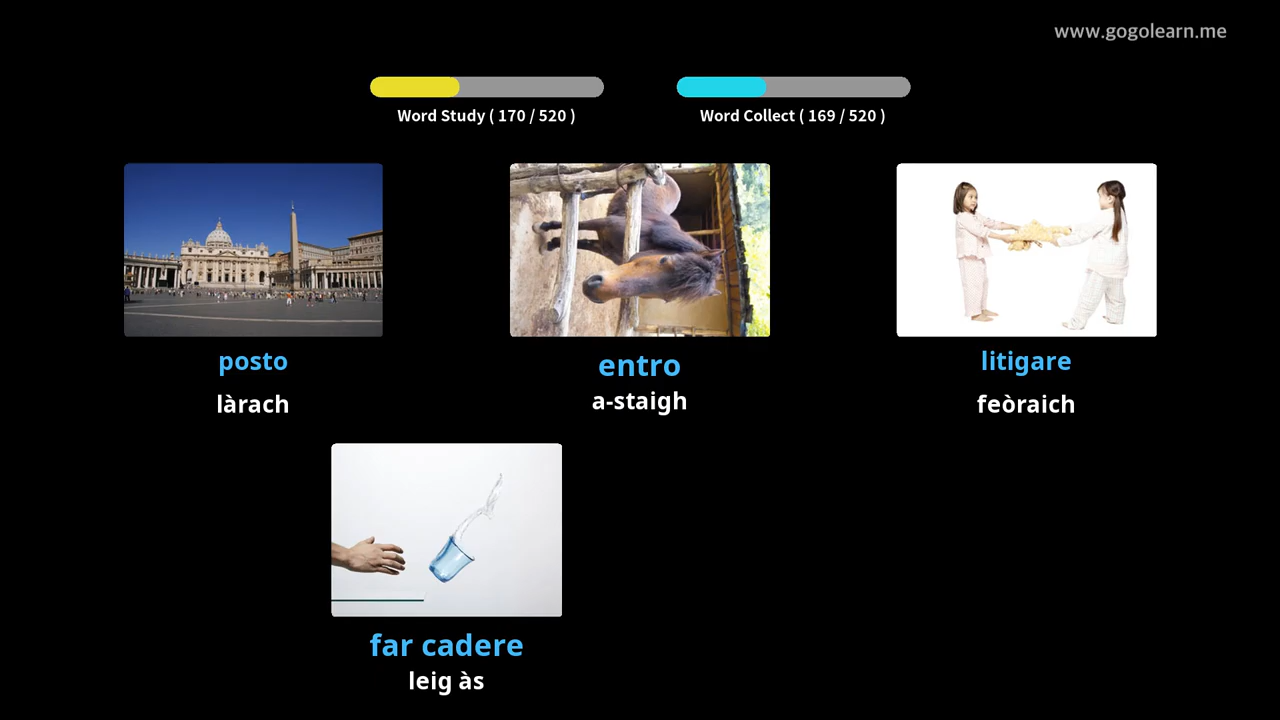 www.gogolearn.me
Word Study ( 170 / 520 )
Word Collect ( 169 / 520 )
posto
làrach
entro
a-staigh
litigare
feòraich
far cadere
leig às